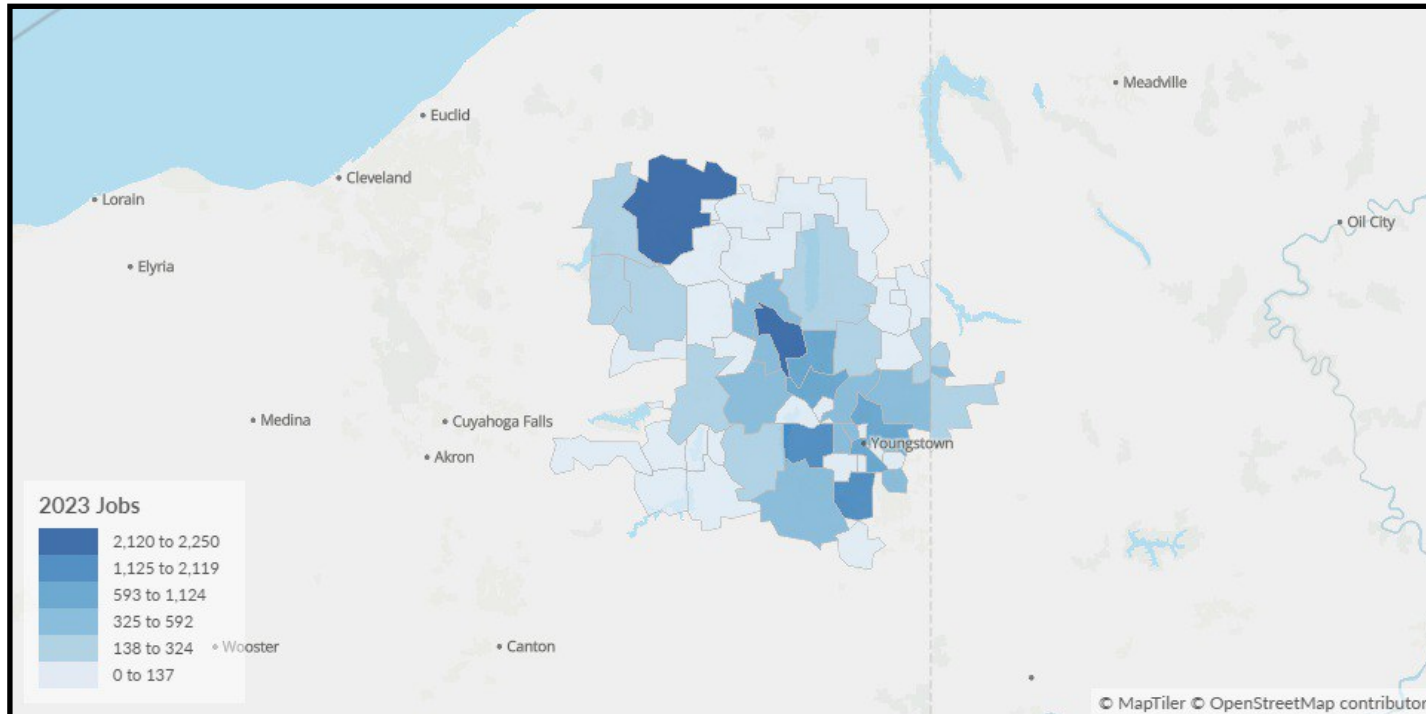 Meadville
Euclid
Cleveland
Lorain
Oil City
Elyria
Medina
Cuyahoga Falls
Youngstown
Akron
2023 Jobs
2,120 to 2,250
1,125 to 2,119
593 to 1,124
325 to 592
138 to 324
0 to 137
Wooster
Canton
© MapTiler © OpenStreetMap contributor